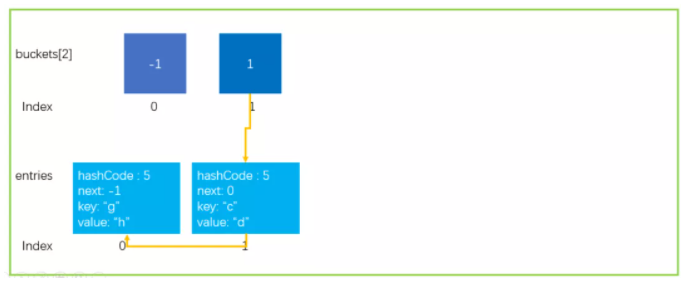 buckets[2]
-1
1
Index
0
1
entries
hashCode : 5
next: -1
key: “g”
value: “h”
hashCode : 5
next: 0
key: “c”
value: “d”
Index
0
1